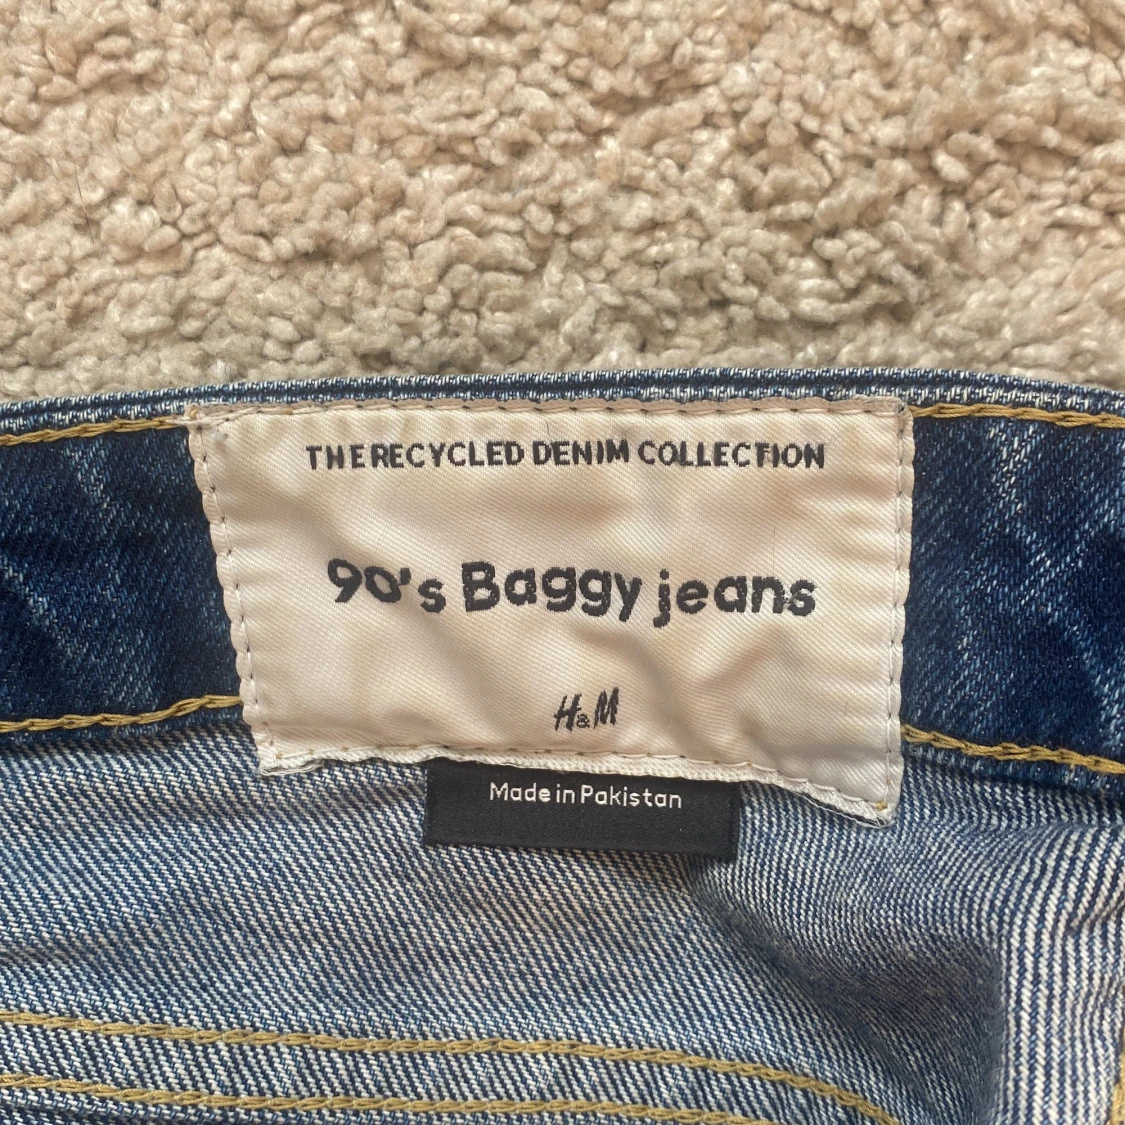 THE RECYCLED DENIM COLLECTION
90's Baggy jeans
H&M
Made in Pakistan